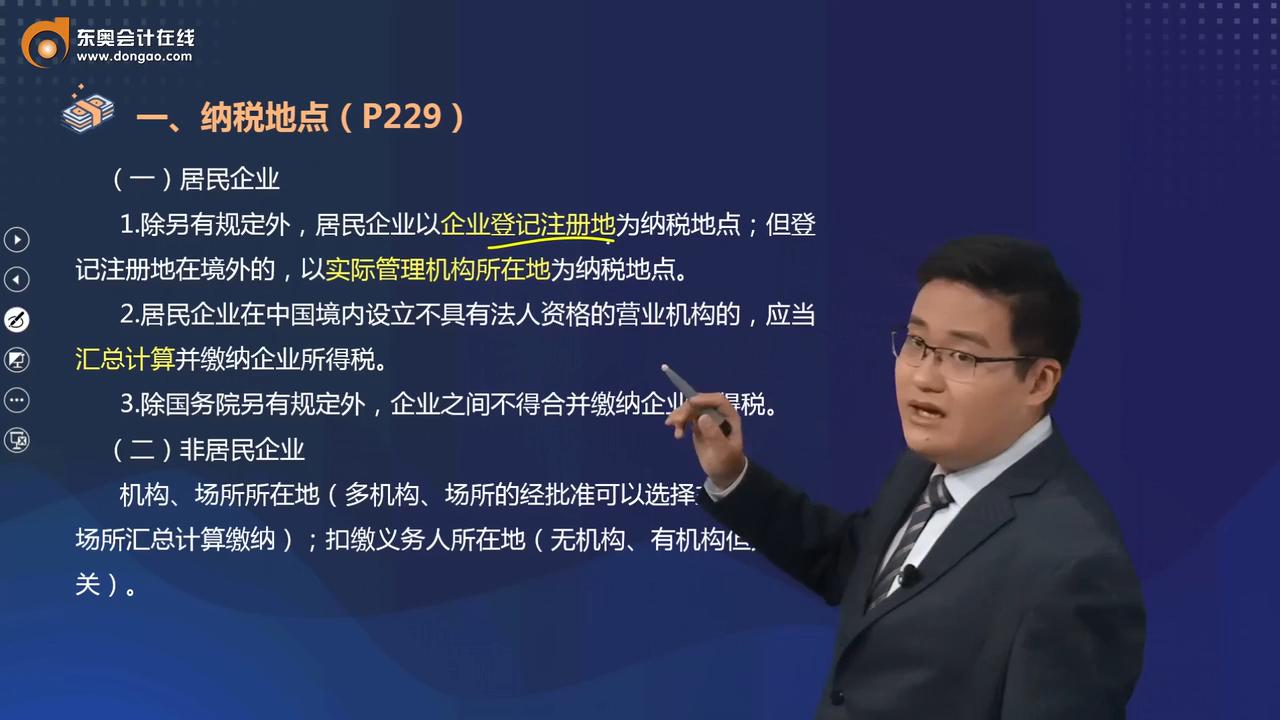 东奥会计在线
www.dongao.com
一、纳税地点（P229）
（一）居民企业
1.除另有规定外，居民企业以企业登记注册地为纳税地点；但登
记注册地在境外的，以实际管理机构所在地为纳税地点。
2.居民企业在中国境内设立不具有法人资格的营业机构的，应当
汇总计算并缴纳企业所得税。
3.除国务院另有规定外，企业之间不得合并缴纳企业得税。
（二）非居民企业
机构、场所所在地（多机构、场所的经批准可以选择
场所汇总计算缴纳）；扣缴义务人所在地（无机构、有机构但
关）。